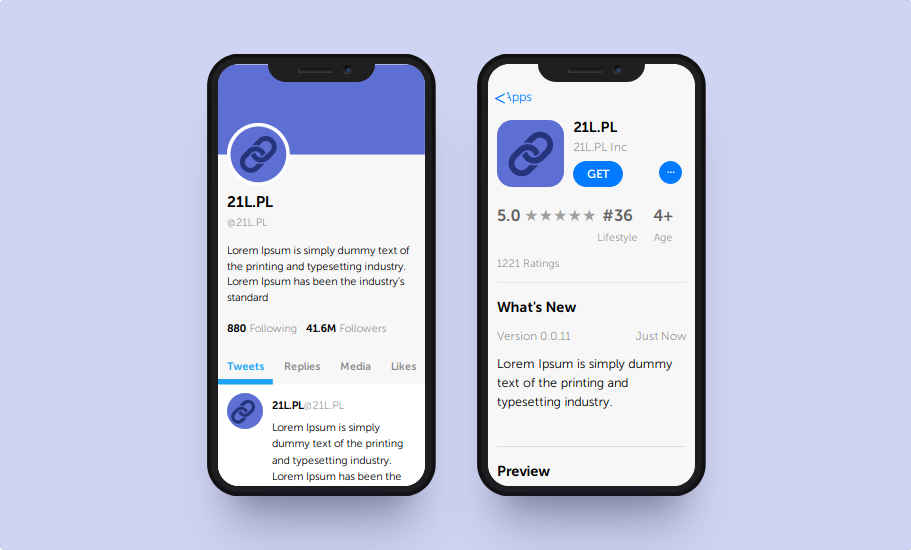 21L.PL
@21L.PL
Lorem Ipsum is simply dummy text of
the printing and typesetting industry.
Lorem Ipsum has been the industry's
standard
880 Following 41.6M Followers
Tweets Replies Media Likes
21L.PL@21L.PL
Lorem Ipsum is simply
dummy text of the printing
and typesetting industry.
Lorem Ipsum has been the
Apps
21L.PL
21L.PL Inc
GET
5.0 ★★★★★ #36 4+
Lifestyle Age
1221 Ratings
What's New
Version 0.0.11 Just Now
Lorem Ipsum is simply dummy
text of the printing and
typesetting industry.
Preview